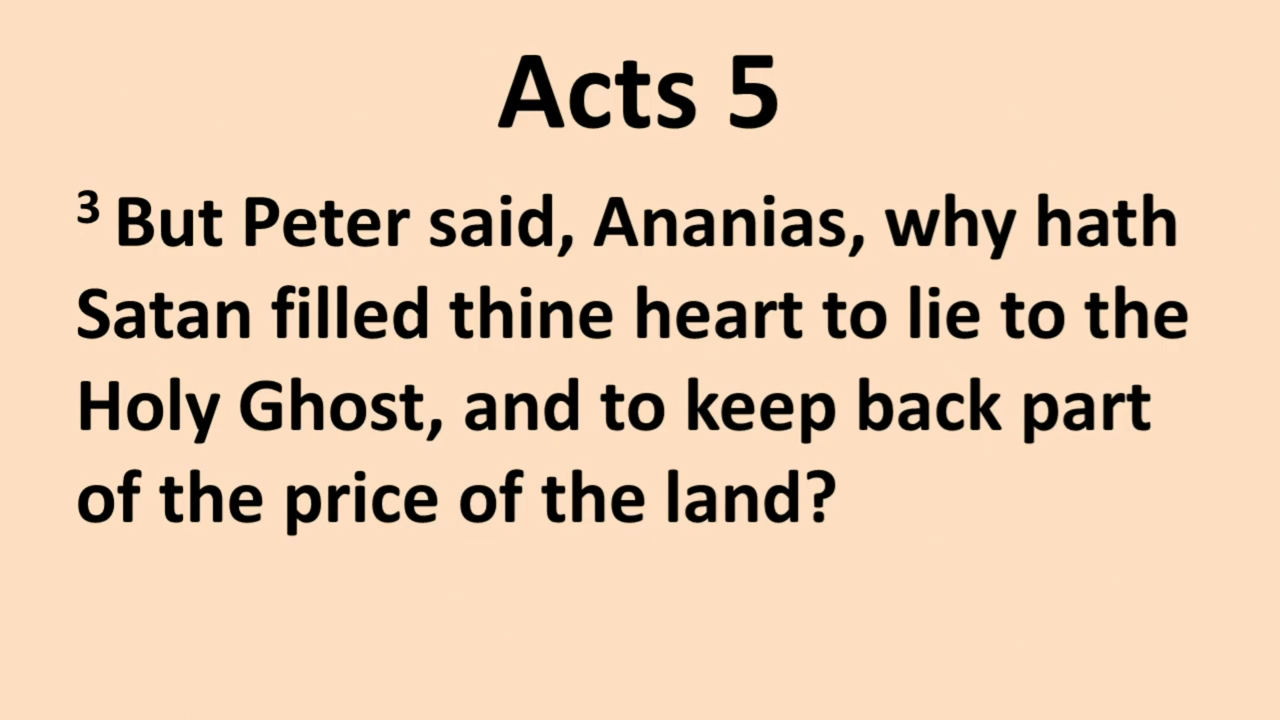 Acts 5
3 But Peter said, Ananias, why hath
Satan filled thine heart to lie to the
Holy Ghost, and to keep back part
of the price of the land?